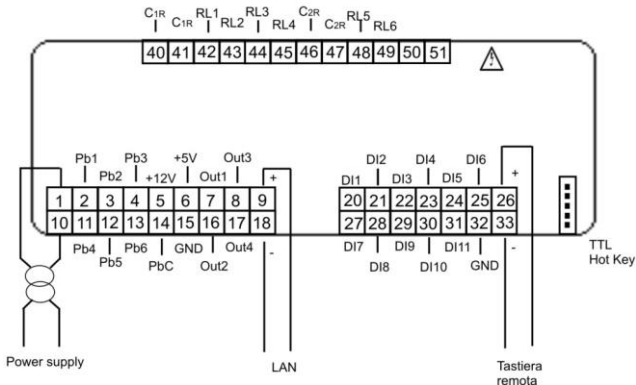 C1R C1R RL1 RL2 RL3 RL4 C2R C2R RL5 RL6
40 41 42 43 44 45 46 47 48 49 50 51
Pb1 Pb2 Pb3 +12V +5V Out1 Out3 +
1 2 3 4 5 6 7 8 9
10 11 12 13 14 15 16 17 18
Pb4 Pb5 Pb6 PbC GND Out2 Out4 -
DI1 DI2 DI3 DI4 DI5 DI6 +
20 21 22 23 24 25 26
27 28 29 30 31 32 33
DI7 DI8 DI9 DI10 DI11 GND -
TTL
Hot Key
Power supply
LAN
Tastiera
remota